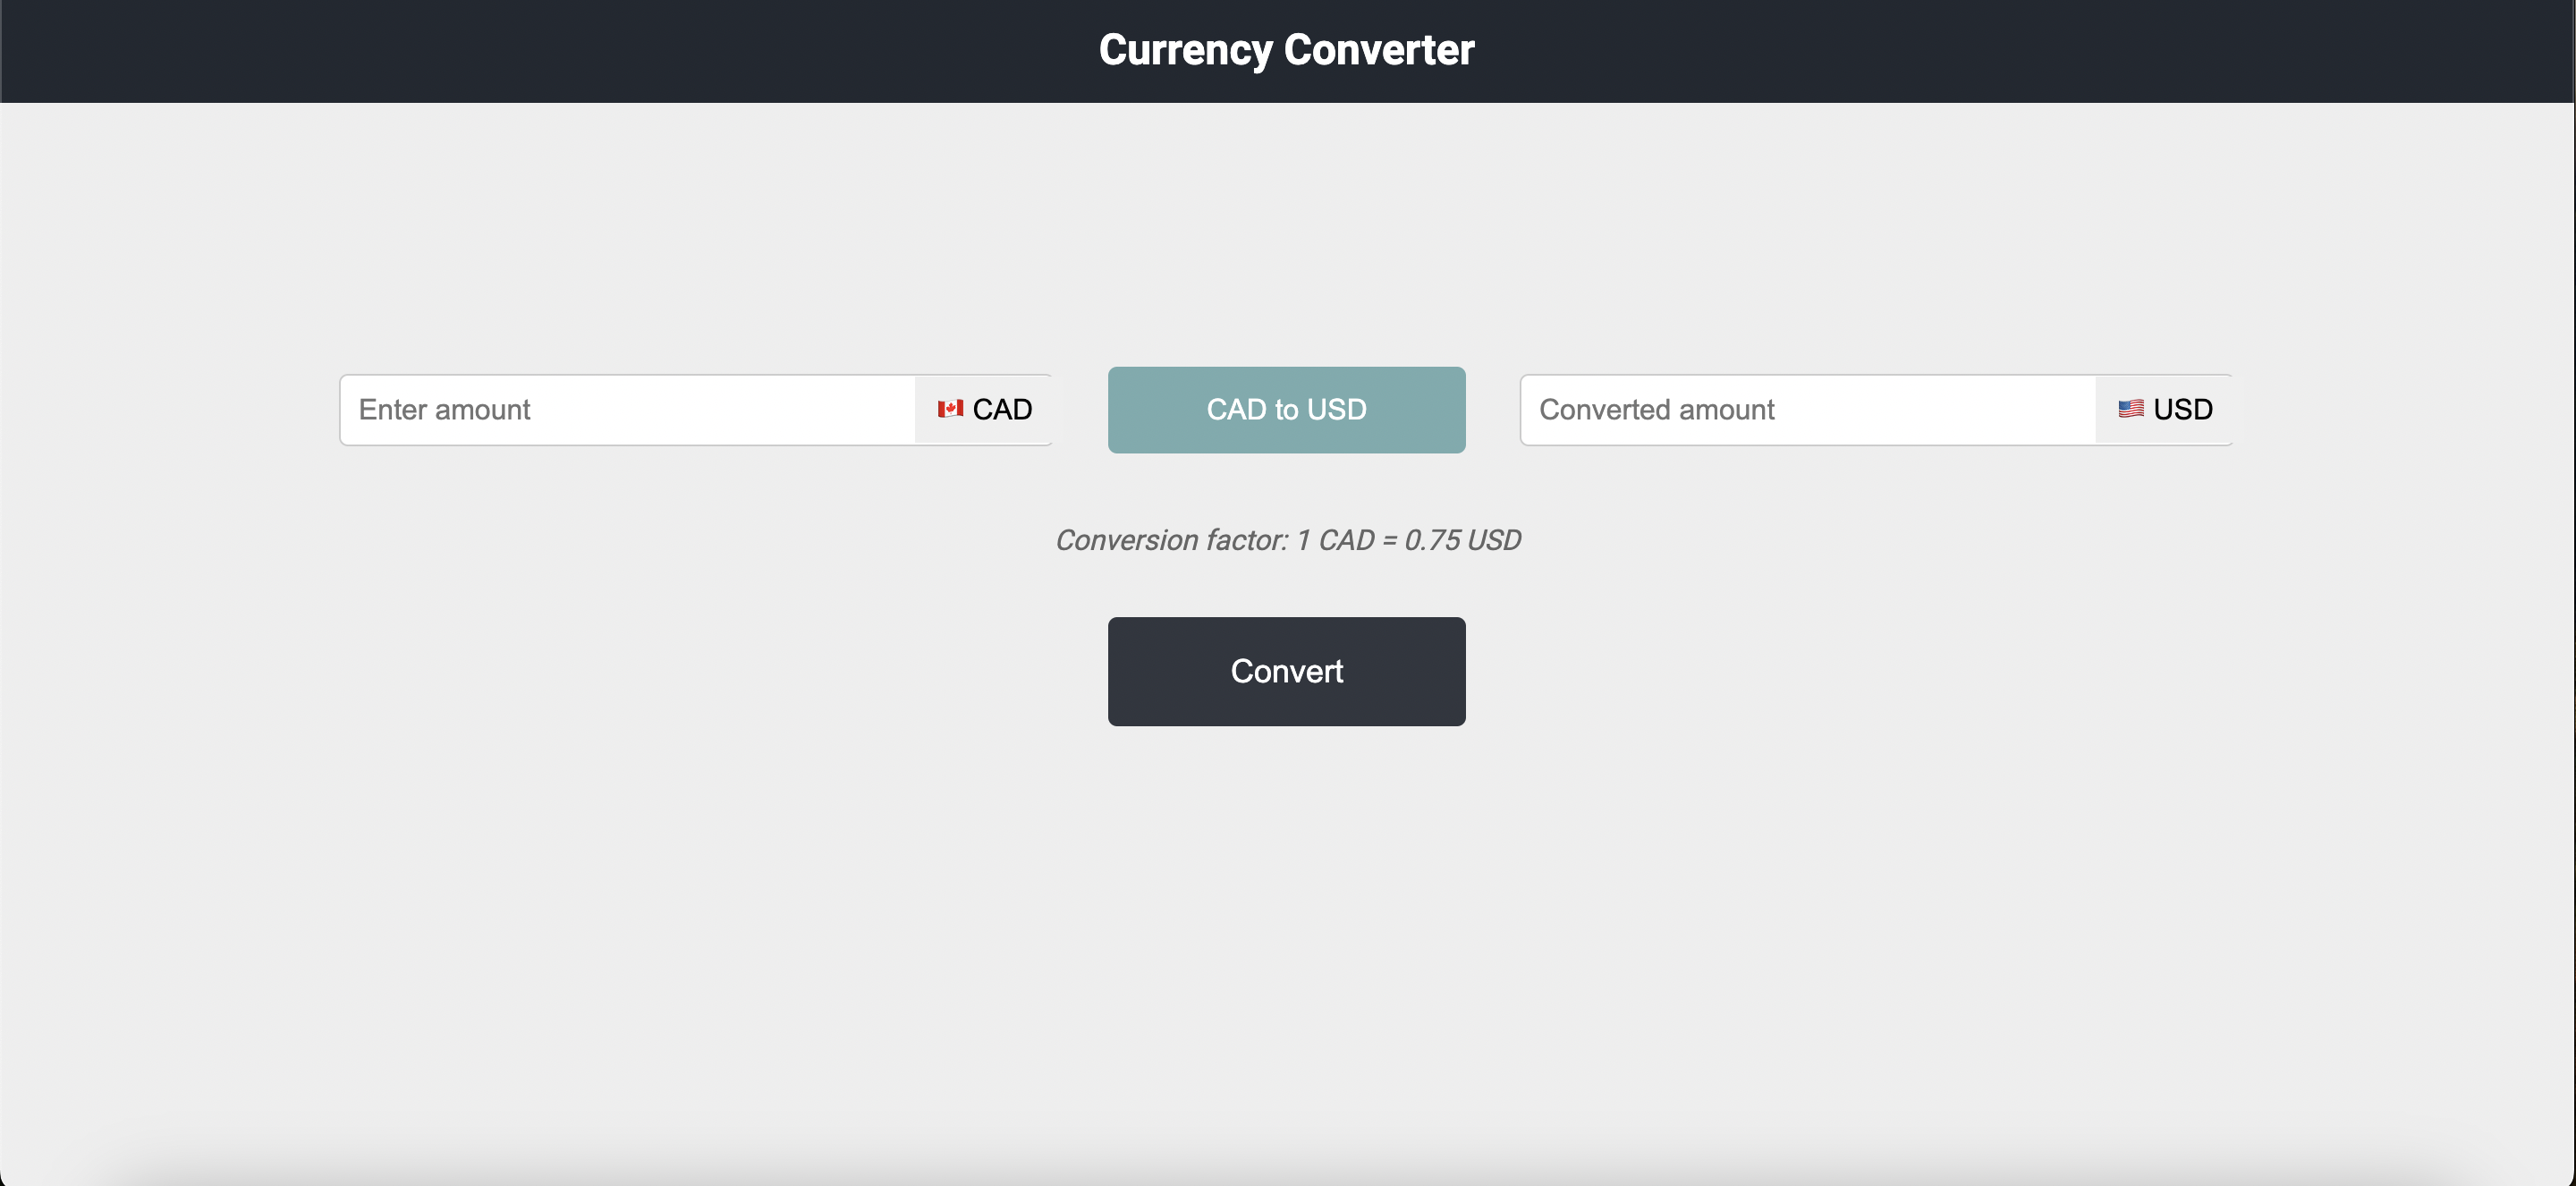 Currency Converter
Enter amount
🇨🇦 CAD
CAD to USD
Converted amount
🇺🇸 USD
Conversion factor: 1 CAD = 0.75 USD
Convert